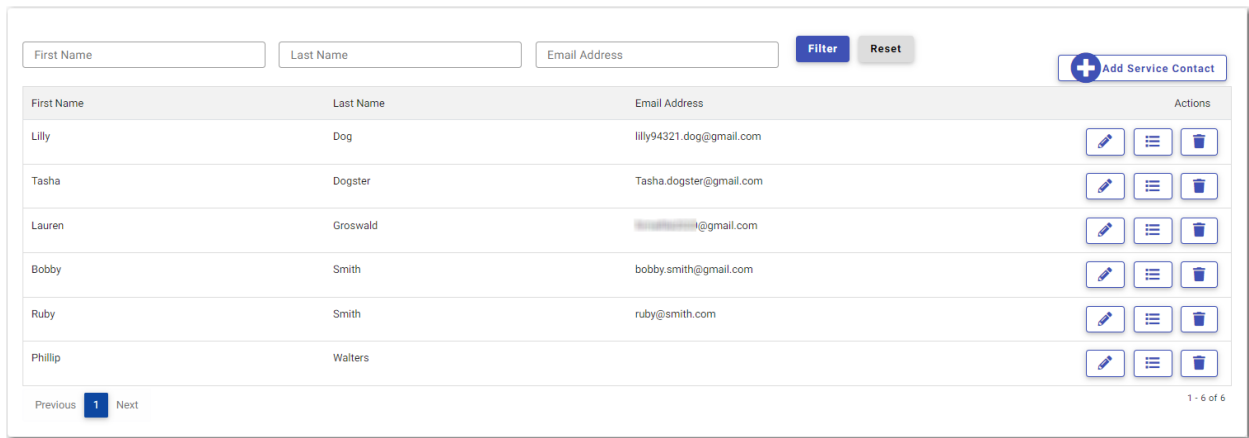 First Name Last Name Email Address Filter Reset
Add Service Contact
First Name Last Name Email Address Actions
Lilly Dog lilly94321.dog@gmail.com
Tasha Dogster Tasha.dogster@gmail.com
Lauren Groswald @gmail.com
Bobby Smith bobby.smith@gmail.com
Ruby Smith ruby@smith.com
Phillip Walters
Previous 1 Next 1 - 6 of 6